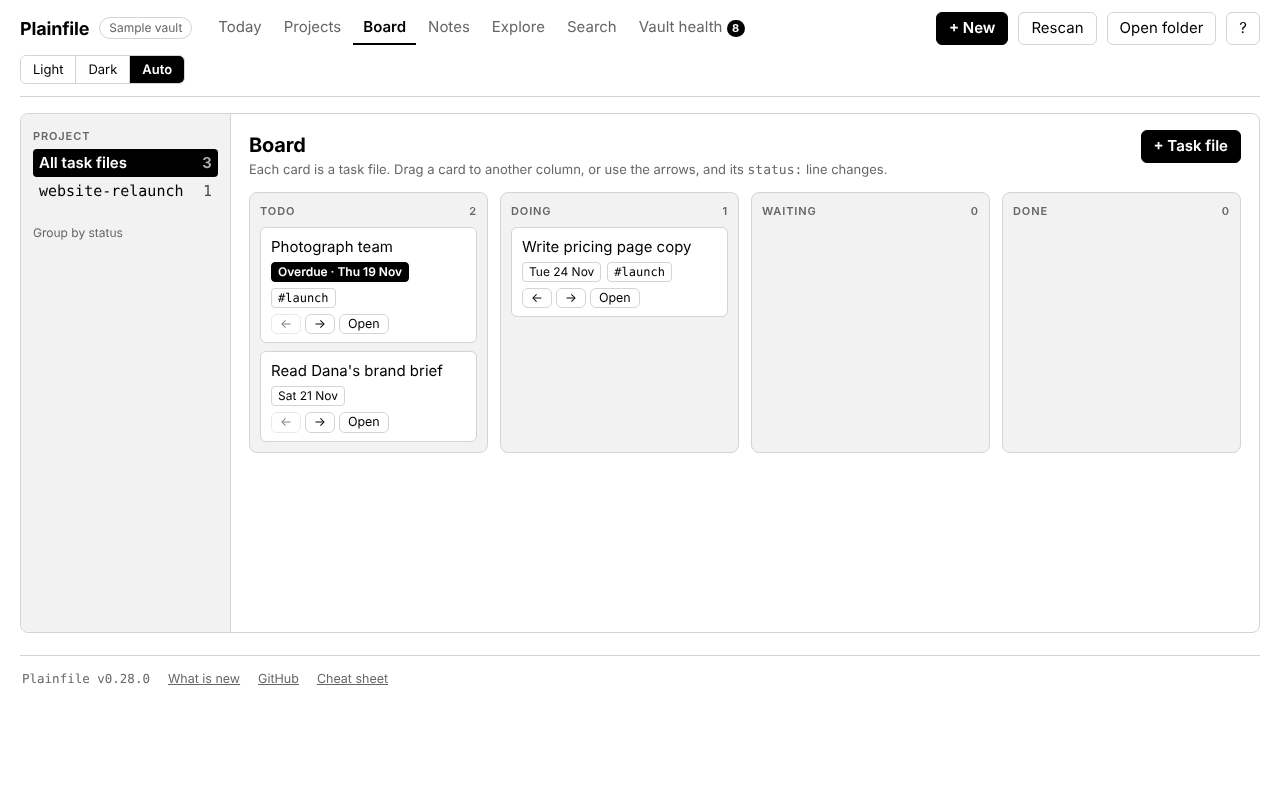 Plainfile Sample vault Today Projects Board Notes Explore Search Vault health 8 + New Rescan Open folder ?
Light Dark Auto
PROJECT
All task files 3
website-relaunch 1
Group by status
Board
+ Task file
Each card is a task file. Drag a card to another column, or use the arrows, and its status: line changes.
TODO 2
Photograph team
Overdue · Thu 19 Nov
#launch
← → Open
Read Dana's brand brief
Sat 21 Nov
← → Open
DOING 1
Write pricing page copy
Tue 24 Nov #launch
← → Open
WAITING 0
DONE 0
Plainfile v0.28.0 What is new GitHub Cheat sheet